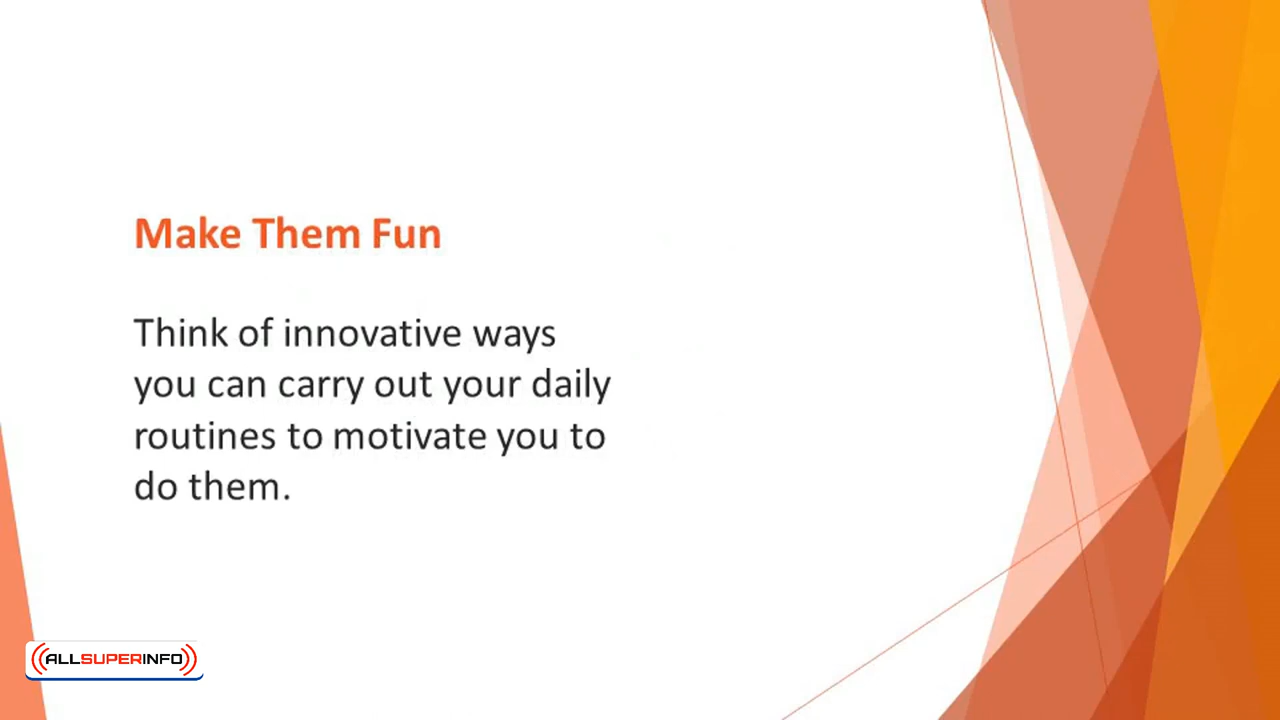 Make Them Fun
Think of innovative ways
you can carry out your daily
routines to motivate you to
do them.
ALLSUPERINFO